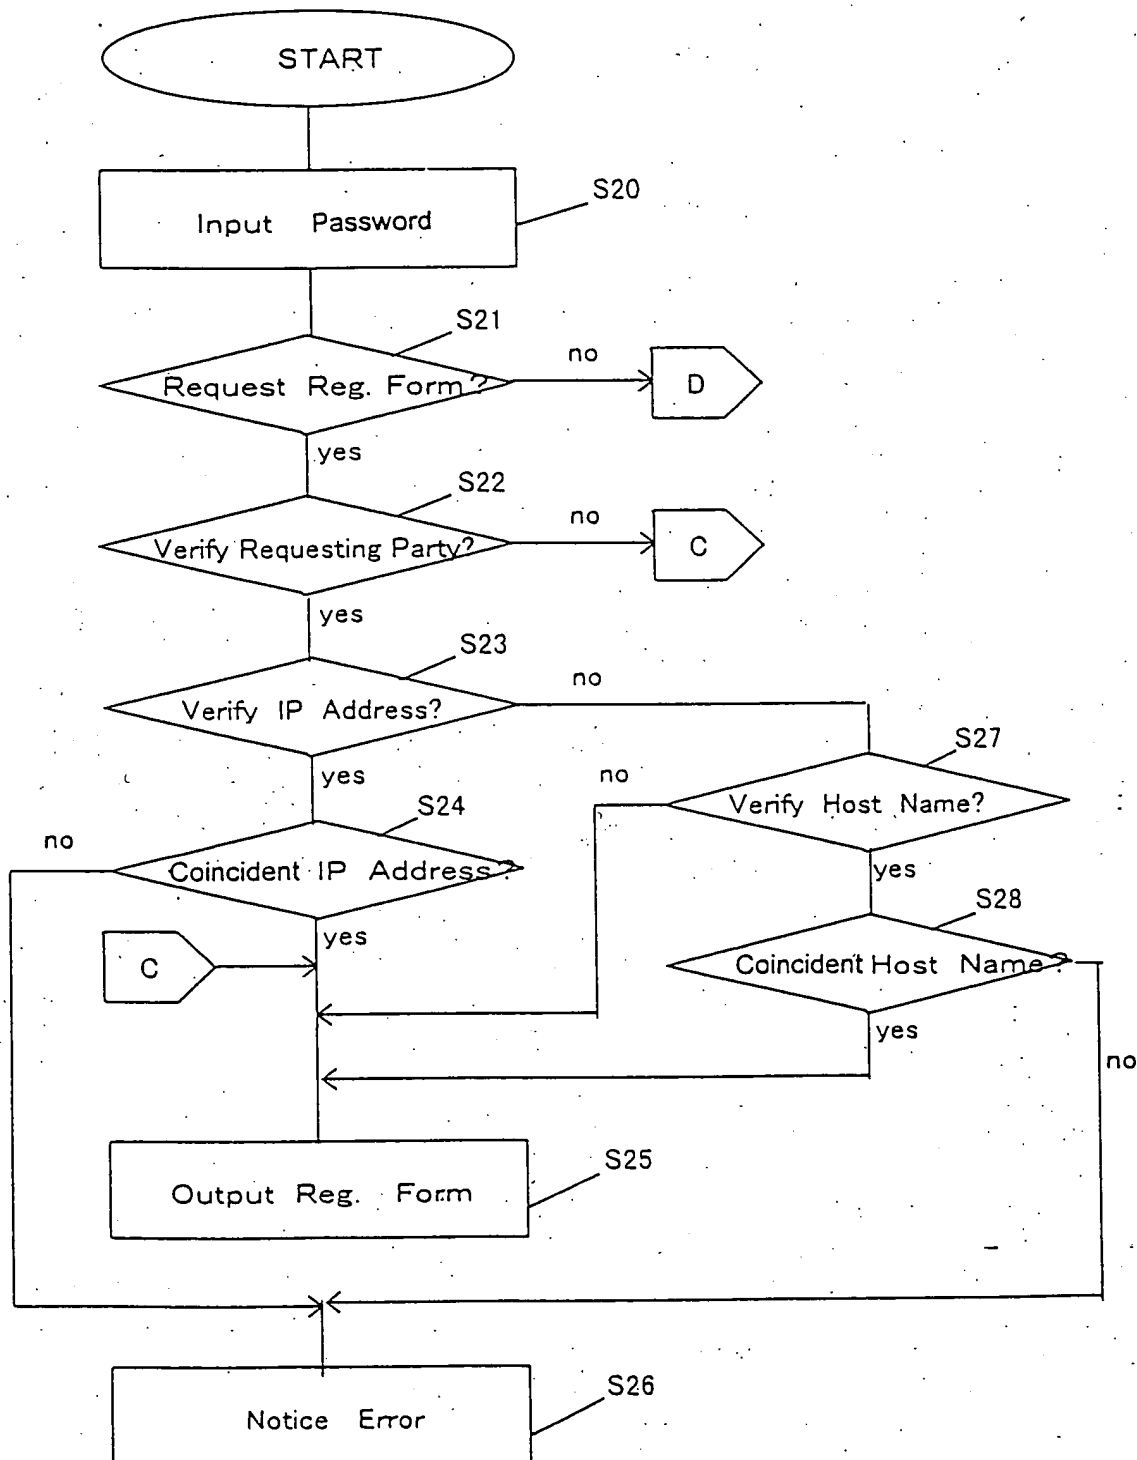 START
S20
Input Password
S21
Request Reg. Form?
no
D
yes
S22
Verify Requesting Party?
no
C
yes
S23
Verify IP Address?
no
yes
S27
Verify Host Name?
no
yes
S24
Coincident IP Address?
no
yes
S28
Coincident Host Name?
yes
no
C
S25
Output Reg. Form
S26
Notice Error